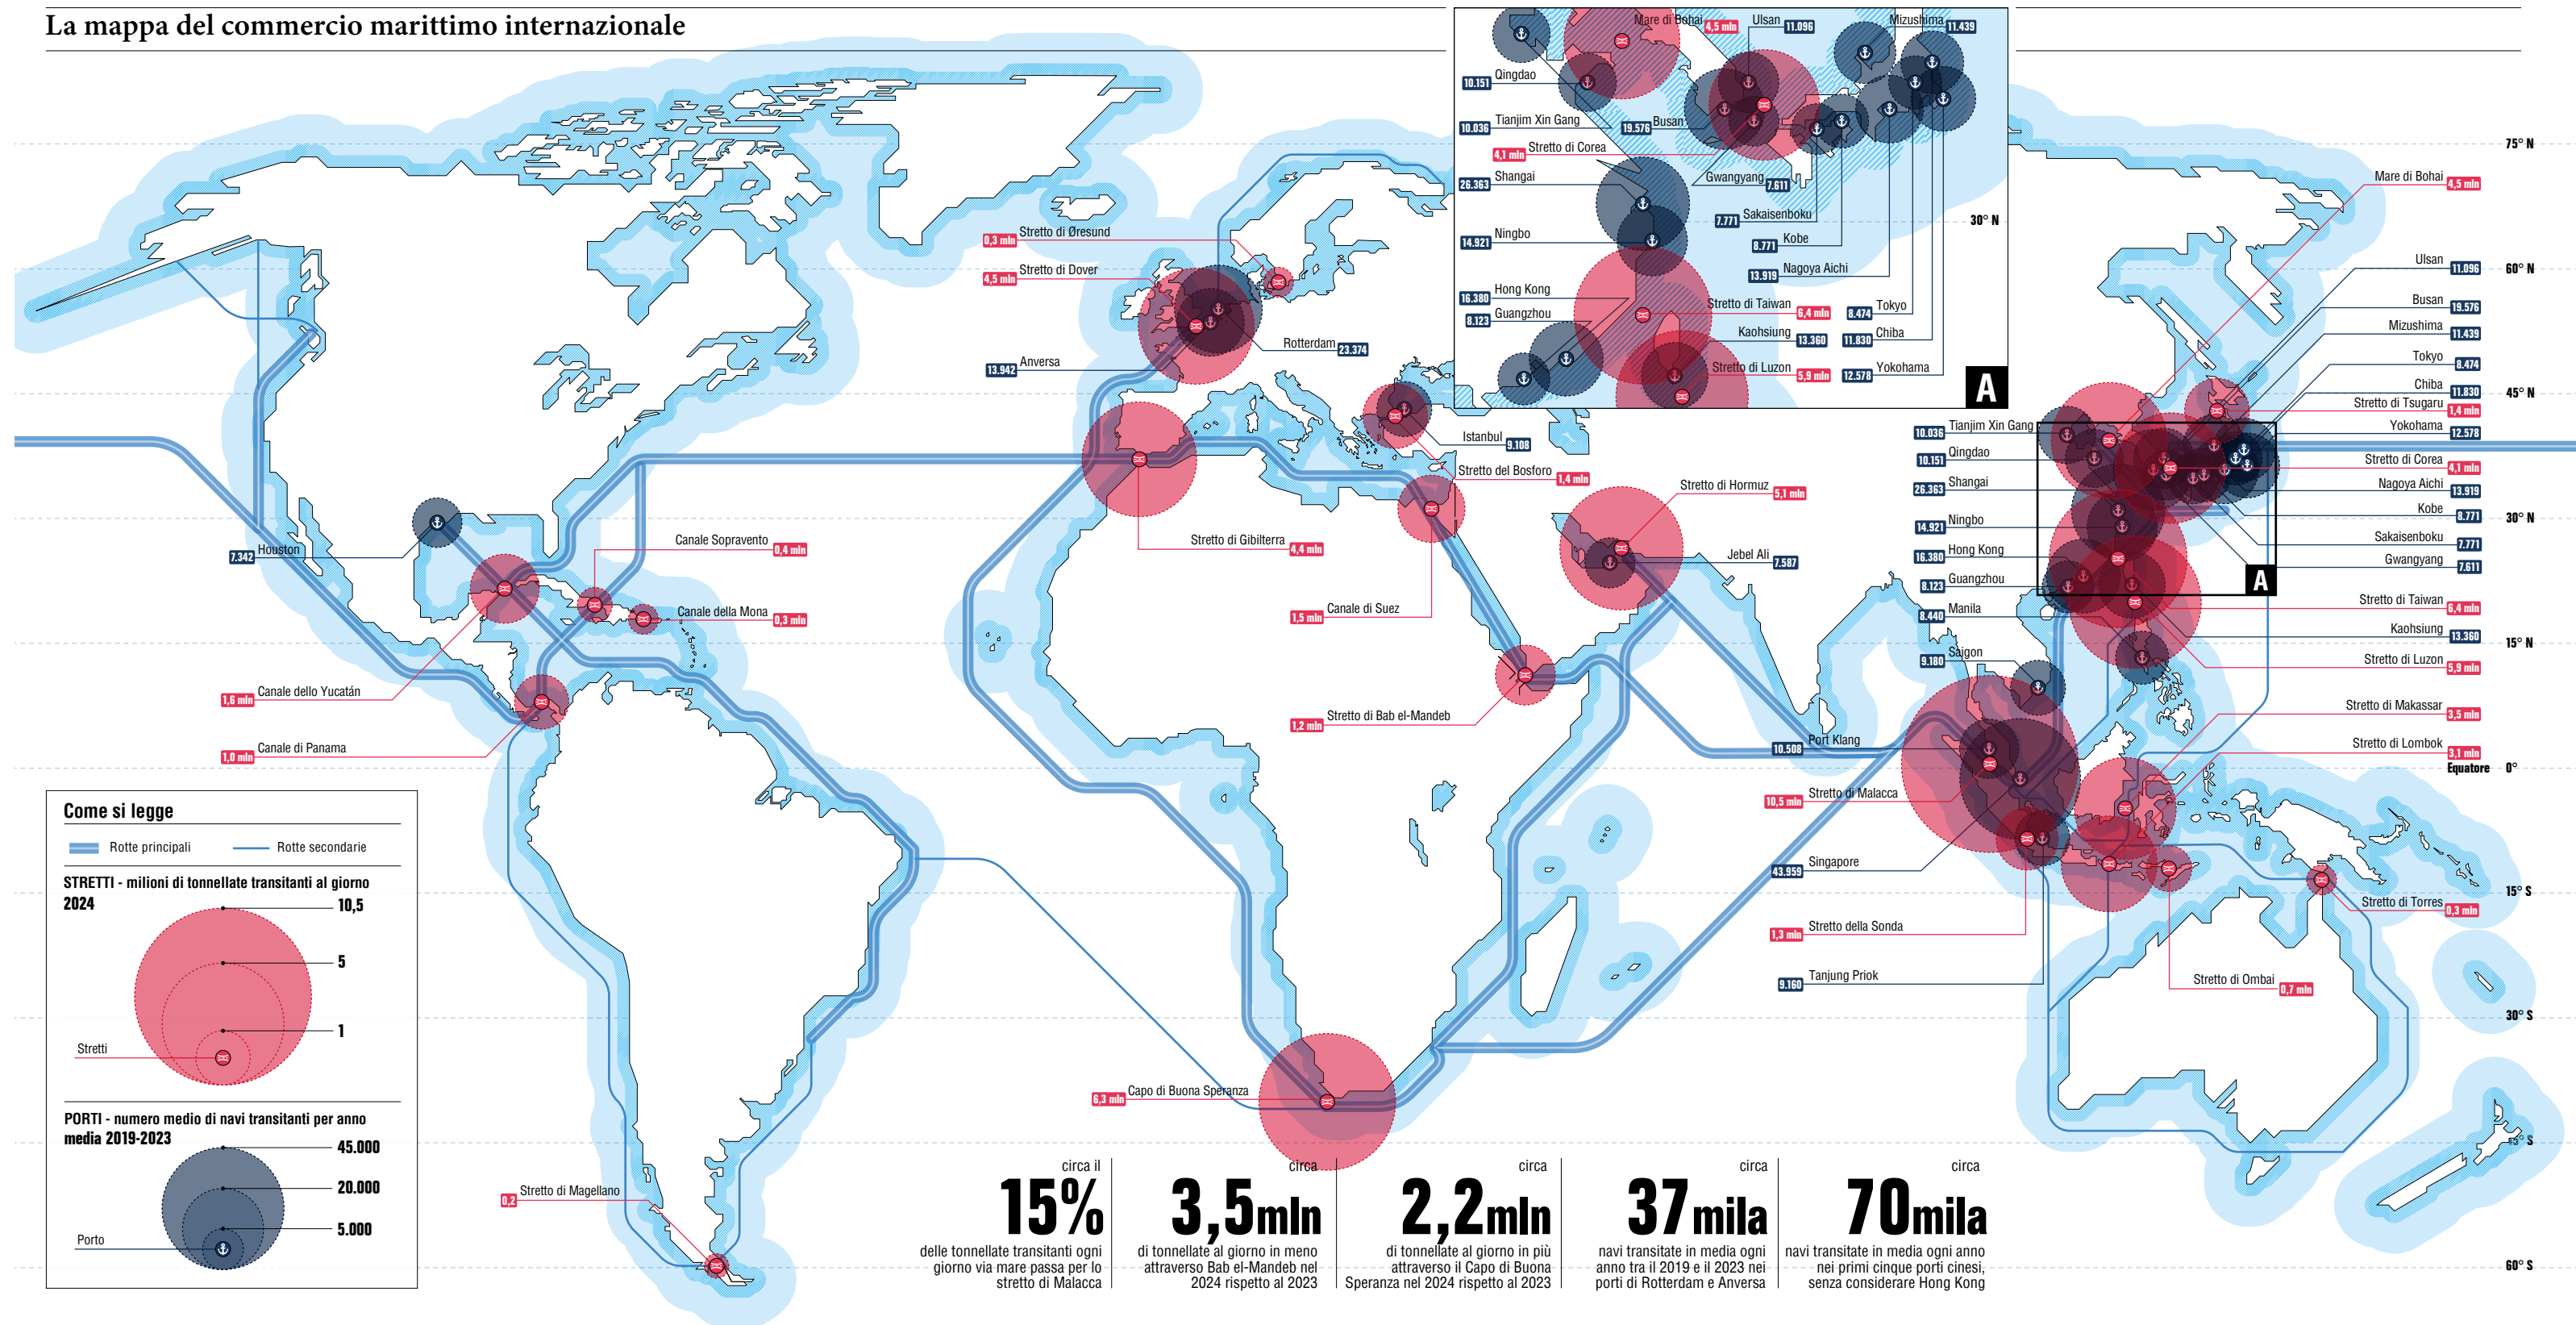 La mappa del commercio marittimo internazionale
Mare di Bohai
4,5 mln
Ulsan
11.096
Mizushima
11.439
10.151
Qingdao
10.036
Tianjim Xin Gang
19.576
Busan
4,1 mln
Stretto di Corea
26.363
Shangai
Gwangyang
7.611
7.771
Sakaisenboku
30° N
14.921
Ningbo
8.771
Kobe
13.919
Nagoya Aichi
16.380
Hong Kong
8.123
Guangzhou
Stretto di Taiwan
6,4 mln
8.474
Tokyo
Kaohsiung
13.360
11.830
Chiba
Stretto di Luzon
5,9 mln
12.578
Yokohama
A
0,3 mln
Stretto di Øresund
4,5 mln
Stretto di Dover
Rotterdam
23.374
13.942
Anversa
Istanbul
9.108
Stretto del Bosforo
1,4 mln
Stretto di Hormuz
5,1 mln
7.342
Houston
Canale Sopravento
0,4 mln
Stretto di Gibilterra
4,4 mln
Jebel Ali
7.587
Canale della Mona
0,3 mln
1,5 mln
Canale di Suez
1,6 mln
Canale dello Yucatán
1,2 mln
Stretto di Bab el-Mandeb
1,0 mln
Canale di Panama
75° N
Mare di Bohai
4,5 mln
Ulsan
11.096
60° N
Busan
19.576
Mizushima
11.439
Tokyo
8.474
Chiba
11.830
45° N
Stretto di Tsugaru
1,4 mln
10.036
Tianjim Xin Gang
Yokohama
12.578
10.151
Qingdao
Stretto di Corea
4,1 mln
26.363
Shangai
Nagoya Aichi
13.919
Kobe
8.771
30° N
14.921
Ningbo
Sakaisenboku
7.771
16.380
Hong Kong
Gwangyang
7.611
A
8.123
Guangzhou
Stretto di Taiwan
6,4 mln
8.440
Manila
Kaohsiung
13.360
15° N
9.180
Saigon
Stretto di Luzon
5,9 mln
Stretto di Makassar
3,5 mln
10.508
Port Klang
Stretto di Lombok
3,1 mln
Equatore
0°
10,5 mln
Stretto di Malacca
43.959
Singapore
15° S
Stretto di Torres
0,3 mln
1,3 mln
Stretto della Sonda
9.160
Tanjung Priok
Stretto di Ombai
0,7 mln
30° S
6,3 mln
Capo di Buona Speranza
45° S
0,2
Stretto di Magellano
60° S
Come si legge
Rotte principali
Rotte secondarie
STRETTI - milioni di tonnellate transitanti al giorno
2024
10,5
5
1
Stretti
PORTI - numero medio di navi transitanti per anno
media 2019-2023
45.000
20.000
5.000
Porto
circa il
15%
delle tonnellate transitanti ogni
giorno via mare passa per lo
stretto di Malacca
circa
3,5mln
di tonnellate al giorno in meno
attraverso Bab el-Mandeb nel
2024 rispetto al 2023
circa
2,2mln
di tonnellate al giorno in più
attraverso il Capo di Buona
Speranza nel 2024 rispetto al 2023
circa
37mila
navi transitate in media ogni
anno tra il 2019 e il 2023 nei
porti di Rotterdam e Anversa
circa
70mila
navi transitate in media ogni anno
nei primi cinque porti cinesi,
senza considerare Hong Kong